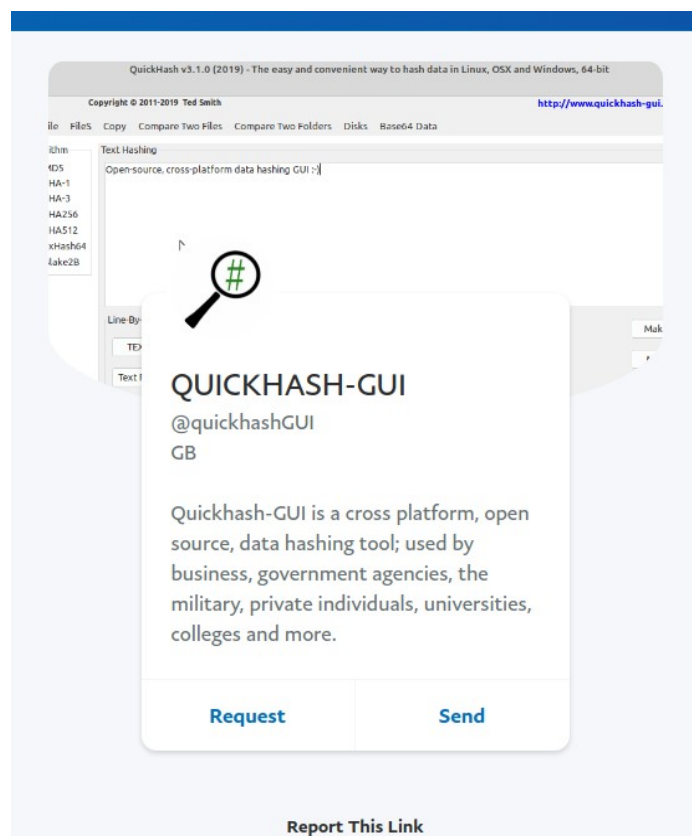 QuickHash v3.1.0 (2019) - The easy and convenient way to hash data in Linux, OSX and Windows, 64-bit
Copyright © 2011-2019 Ted Smith http://www.quickhash-gui.
ile FileS Copy Compare Two Files Compare Two Folders Disks Base64 Data
ithm Text Hashing
MD5 Open-source, cross-platform data hashing GUI :-)
HA-1
HA-3
HA256
HA512
xHash64
lake2B
#
Line-By-
Mak
TEX
Text F
QUICKHASH-GUI
@quickhashGUI
GB
Quickhash-GUI is a cross platform, open
source, data hashing tool; used by
business, government agencies, the
military, private individuals, universities,
colleges and more.
Request Send
Report This Link